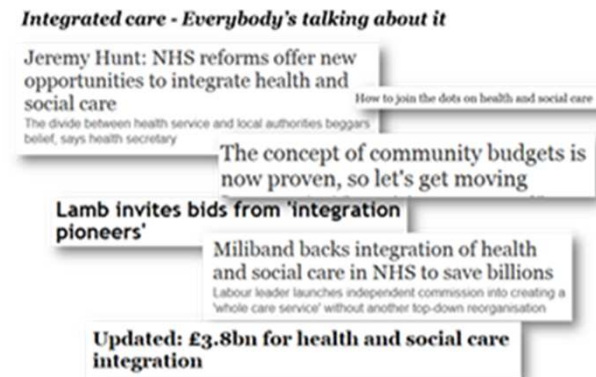 Integrated care - Everybody's talking about it
Jeremy Hunt: NHS reforms offer new
opportunities to integrate health and
social care
The divide between health service and local authorities beggars
belief, says health secretary
How to join the dots on health and social care
The concept of community budgets is
now proven, so let's get moving
Lamb invites bids from 'integration
pioneers'
Miliband backs integration of health
and social care in NHS to save billions
Labour leader launches independent commission into creating a
'whole care service' without another top-down reorganisation
Updated: £3.8bn for health and social care
integration